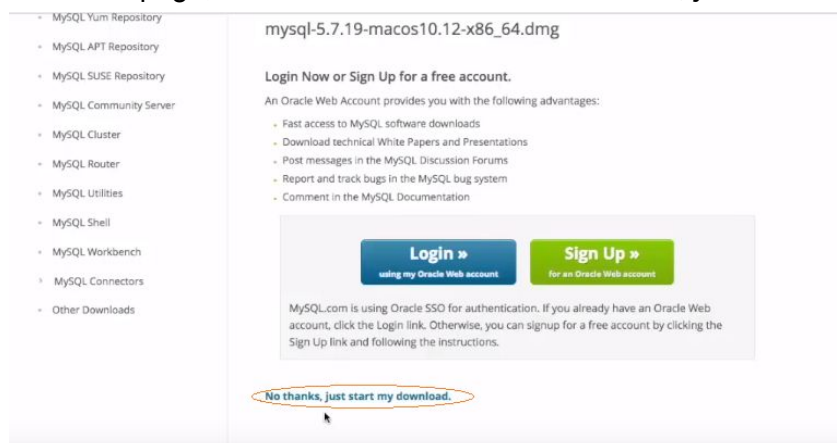 MySQL Yum Repository
MySQL APT Repository
MySQL SUSE Repository
MySQL Community Server
MySQL Cluster
MySQL Router
MySQL Utilities
MySQL Shell
MySQL Workbench
MySQL Connectors
Other Downloads
mysql-5.7.19-macos10.12-x86_64.dmg
Login Now or Sign Up for a free account.
An Oracle Web Account provides you with the following advantages:
Fast access to MySQL software downloads
Download technical White Papers and Presentations
Post messages in the MySQL Discussion Forums
Report and track bugs in the MySQL bug system
Comment in the MySQL Documentation
Login »
using my Oracle Web account
Sign Up »
for an Oracle Web account
MySQL.com is using Oracle SSO for authentication. If you already have an Oracle Web
account, click the Login link. Otherwise, you can signup for a free account by clicking the
Sign Up link and following the instructions.
No thanks, just start my download.